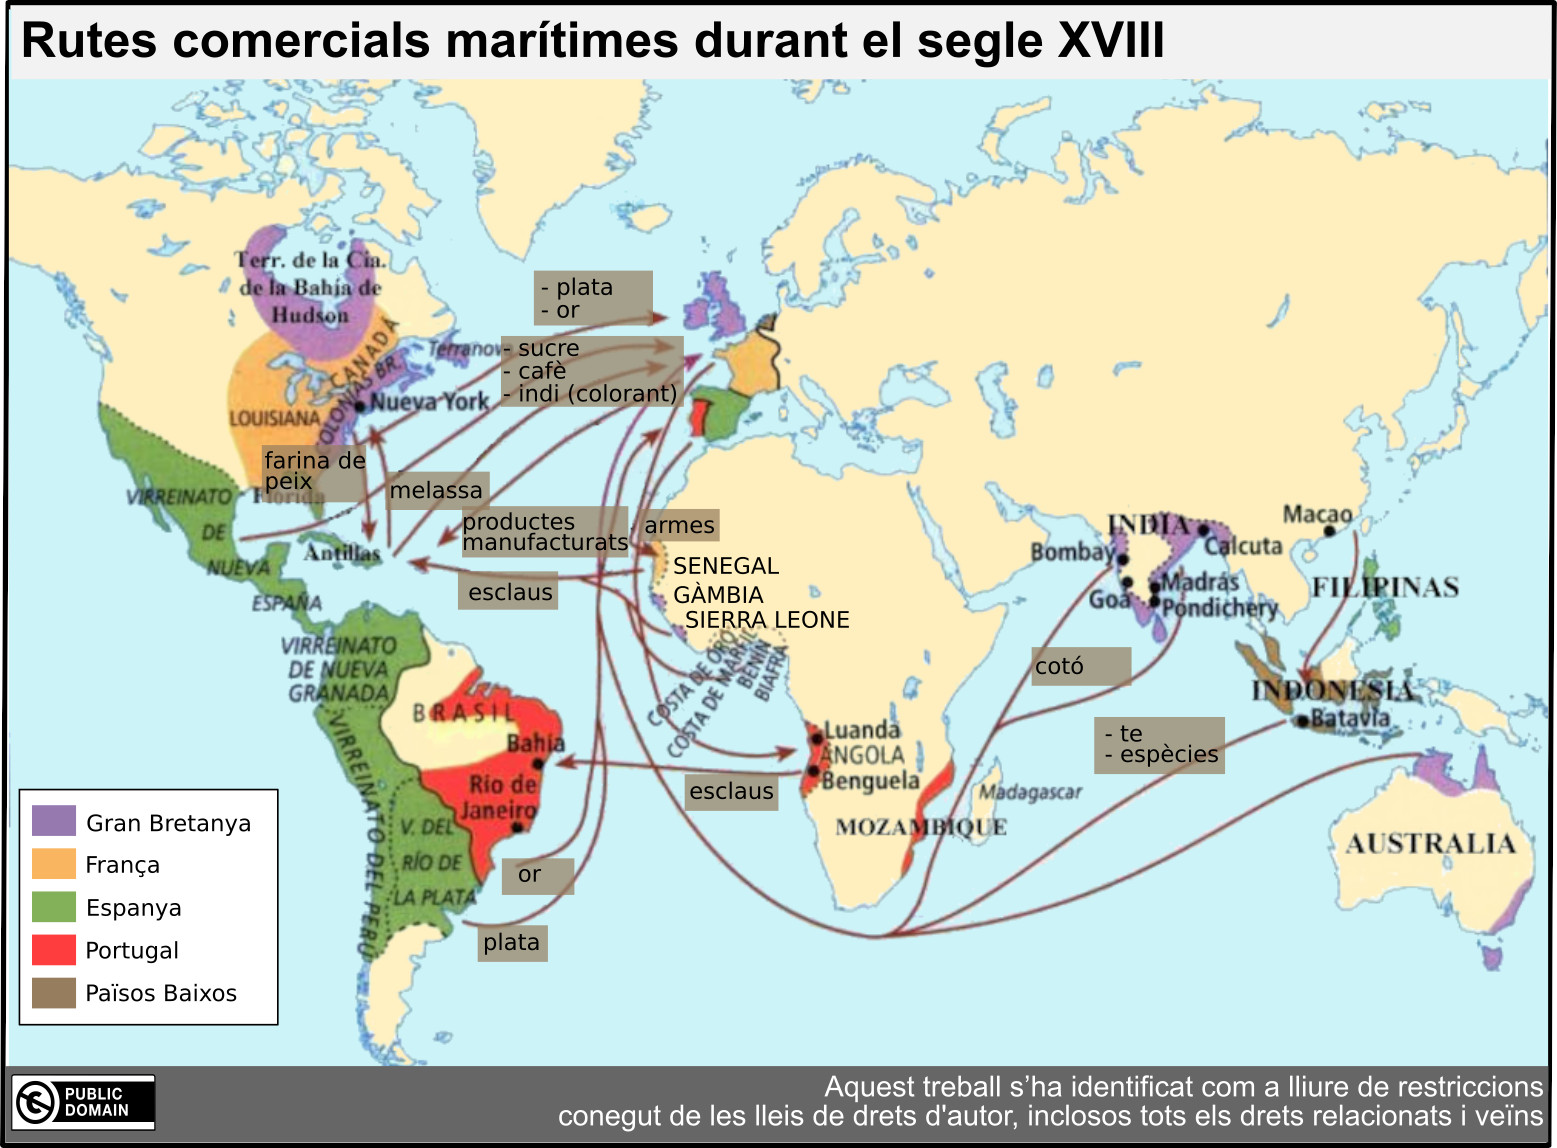 Rutes comercials marítimes durant el segle XVIII
Terr. de la Cia.
de la Bahía de
Hudson
CANADÁ
COLONIAS BR.
Terranova
LOUISIANA
Nueva York
- plata
- or
- sucre
- cafè
- indi (colorant)
farina de
peix
Florida
melassa
productes
manufacturats
- armes
VIRREINATO
DE
NUEVA
ESPAÑA
Antillas
esclaus
SENEGAL
GÀMBIA
SIERRA LEONE
COSTA DE ORO
COSTA DE MARFIL
BENÍN
BIAFRA
VIRREINATO
DE NUEVA
GRANADA
BRASIL
Bahía
Río de
Janeiro
VIRREINATO DEL PERÚ
V. DEL
RÍO DE
LA PLATA
or
plata
Luanda
ANGOLA
Benguela
esclaus
MOZAMBIQUE
Madagascar
INDIA
Bombay
Calcuta
Goa
Madrás
Pondichery
Macao
FILIPINAS
cotó
INDONESIA
Batavia
- te
- espècies
AUSTRALIA
Gran Bretanya
França
Espanya
Portugal
Països Baixos
PUBLIC
DOMAIN
Aquest treball s’ha identificat com a lliure de restriccions
conegut de les lleis de drets d'autor, inclosos tots els drets relacionats i veïns